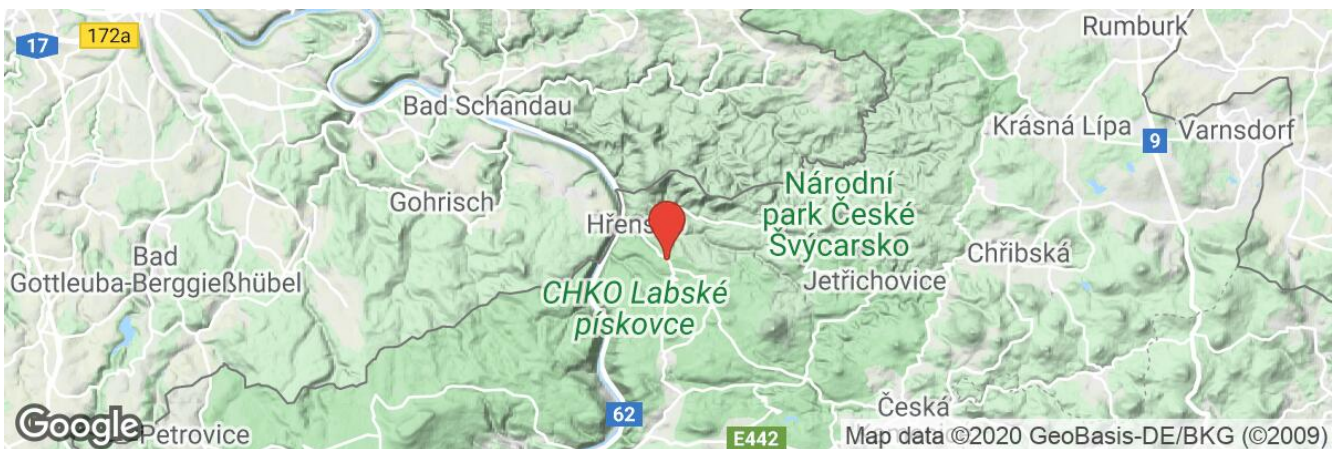 Rumburk
17
172a
Bad Schandau
Krásná Lípa
9
Varnsdorf
Národní
park České
Švýcarsko
Gohrisch
Hřens
Chřibská
Bad
Gottleuba-Berggießhübel
Jetřichovice
CHKO Labské
pískovce
62
Česká
Google
Petrovice
E442
Map data ©2020 GeoBasis-DE/BKG (©2009)